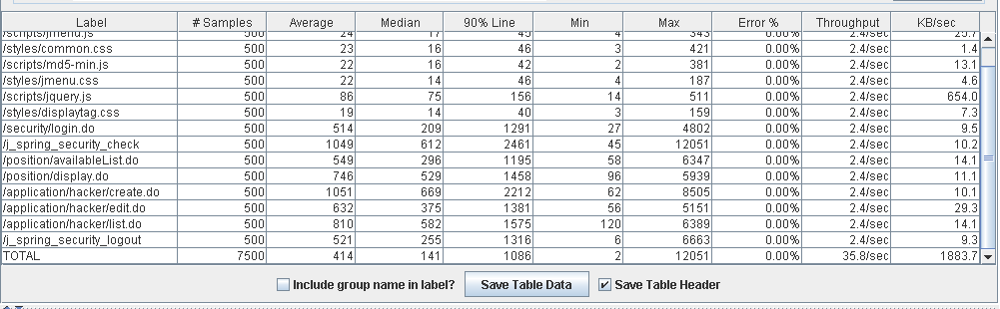 Label # Samples Average Median 90% Line Min Max Error % Throughput KB/sec
/scripts/jmenu.js 500 24 17 45 4 343 0.00% 2.4/sec 25.7
/styles/common.css 500 23 16 46 3 421 0.00% 2.4/sec 1.4
/scripts/md5-min.js 500 22 16 42 2 381 0.00% 2.4/sec 13.1
/styles/jmenu.css 500 22 14 46 4 187 0.00% 2.4/sec 4.6
/scripts/jquery.js 500 86 75 156 14 511 0.00% 2.4/sec 654.0
/styles/displaytag.css 500 19 14 40 3 159 0.00% 2.4/sec 7.3
/security/login.do 500 514 209 1291 27 4802 0.00% 2.4/sec 9.5
/j_spring_security_check 500 1049 612 2461 45 12051 0.00% 2.4/sec 10.2
/position/availableList.do 500 549 296 1195 58 6347 0.00% 2.4/sec 14.1
/position/display.do 500 746 529 1458 96 5939 0.00% 2.4/sec 11.1
/application/hacker/create.do 500 1051 669 2212 62 8505 0.00% 2.4/sec 10.1
/application/hacker/edit.do 500 632 375 1381 56 5151 0.00% 2.4/sec 29.3
/application/hacker/list.do 500 810 582 1575 120 6389 0.00% 2.4/sec 14.1
/j_spring_security_logout 500 521 255 1316 6 6663 0.00% 2.4/sec 9.3
TOTAL 7500 414 141 1086 2 12051 0.00% 35.8/sec 1883.7
Include group name in label? Save Table Data Save Table Header